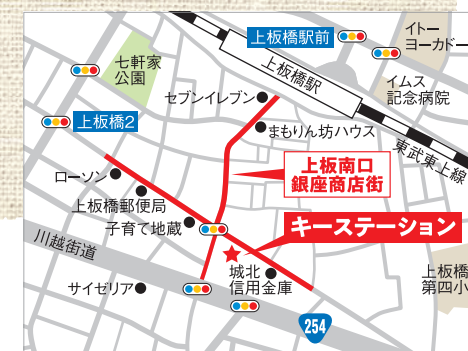 上板橋駅前
イトー
ヨーカドー
七軒家
公園
上板橋駅
イムス
記念病院
セブンイレブン
上板橋2
まもりん坊ハウス
東武東上線
ローソン
上板南口
銀座商店街
上板橋郵便局
子育て地蔵
キーステーション
川越街道
城北
信用金庫
上板橋
第四小
サイゼリア
254